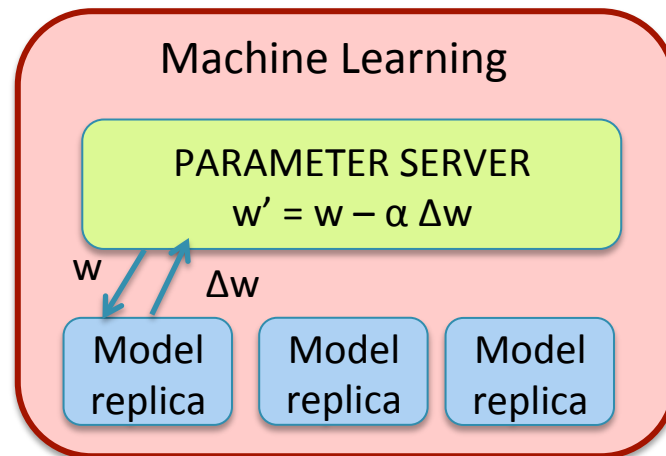 Machine Learning
PARAMETER SERVER
w’ = w – α Δw
w
Δw
Model
replica
Model
replica
Model
replica